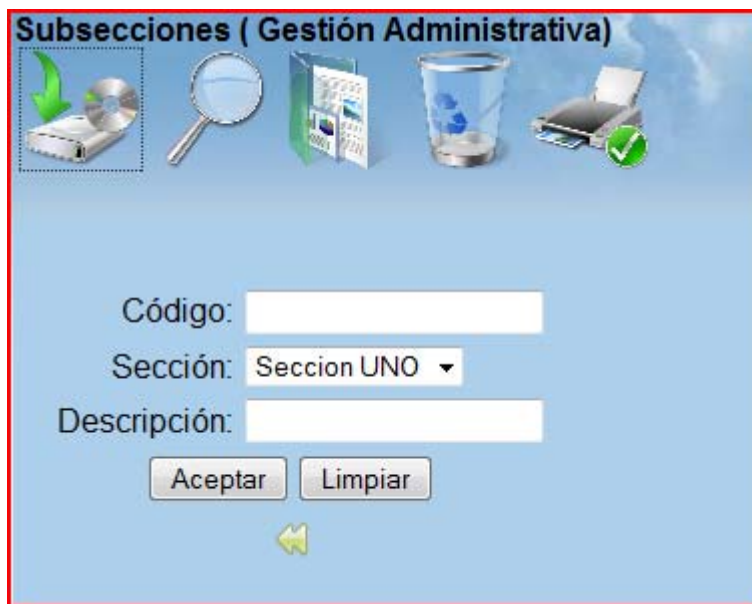 Subsecciones ( Gestión Administrativa)
Código:
Sección: Seccion UNO
Descripción:
Aceptar Limpiar